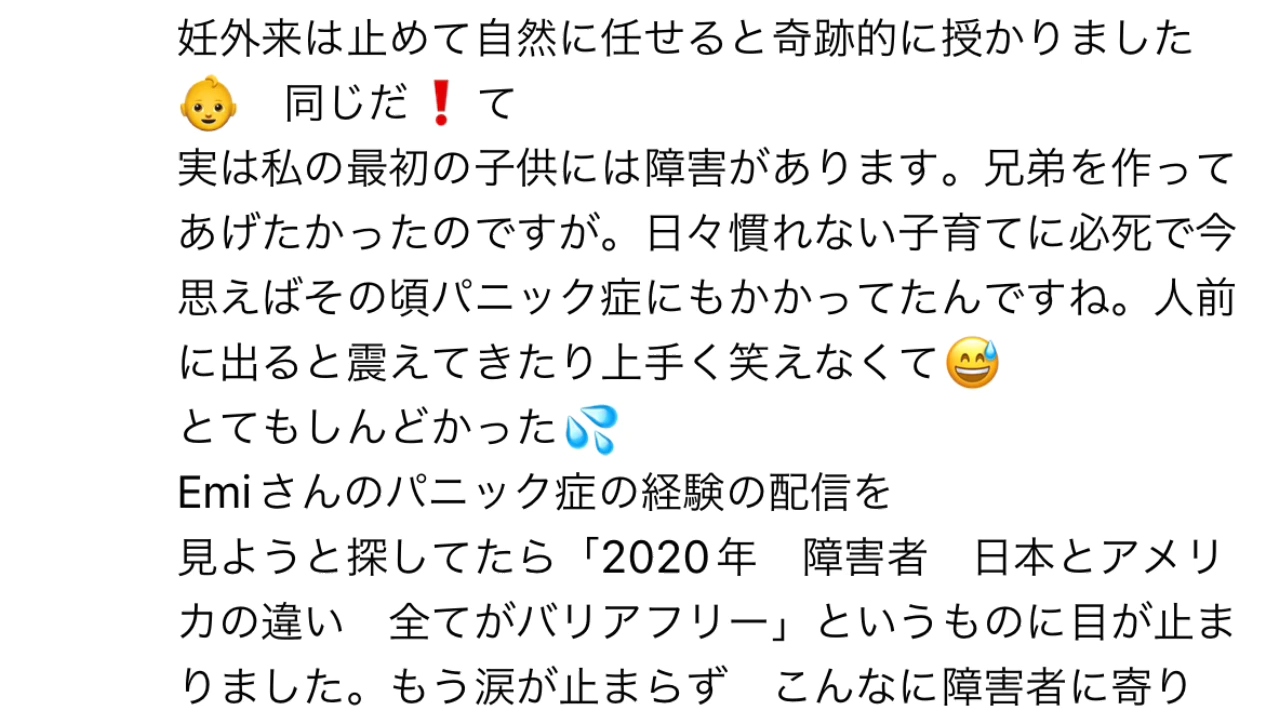 妊外来は止めて自然に任せると奇跡的に授かりました
👶　同じだ❗️て
実は私の最初の子供には障害があります。兄弟を作って
あげたかったのですが。日々慣れない子育てに必死で今
思えばその頃パニック症にもかかってたんですね。人前
に出ると震えてきたり上手く笑えなくて😅
とてもしんどかった💦
Emiさんのパニック症の経験の配信を
見ようと探してたら「2020年　障害者　日本とアメリ
カの違い　全てがバリアフリー」というものに目が止ま
りました。もう涙が止まらず　こんなに障害者に寄り